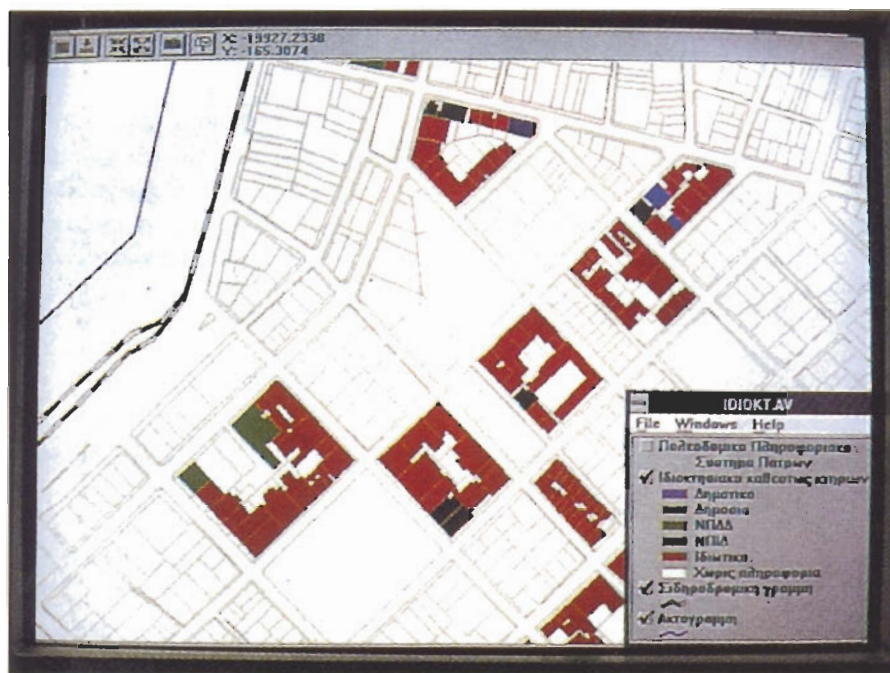 X: -19927.2338
Y: -165.3074
IDIOKT.AV
File Windows Help
Πολεοδομικο Πληροφοριακο
Συστημα Πατρων
Ιδιοκτησιακο καθεστως κτηριων
Δημοτικα
Δημοσια
ΝΠΔΔ
ΝΠΙΔ
Ιδιωτικα
Χωρις πληροφορια
Σιδηροδρομικη γραμμη
Ακτογραμμη